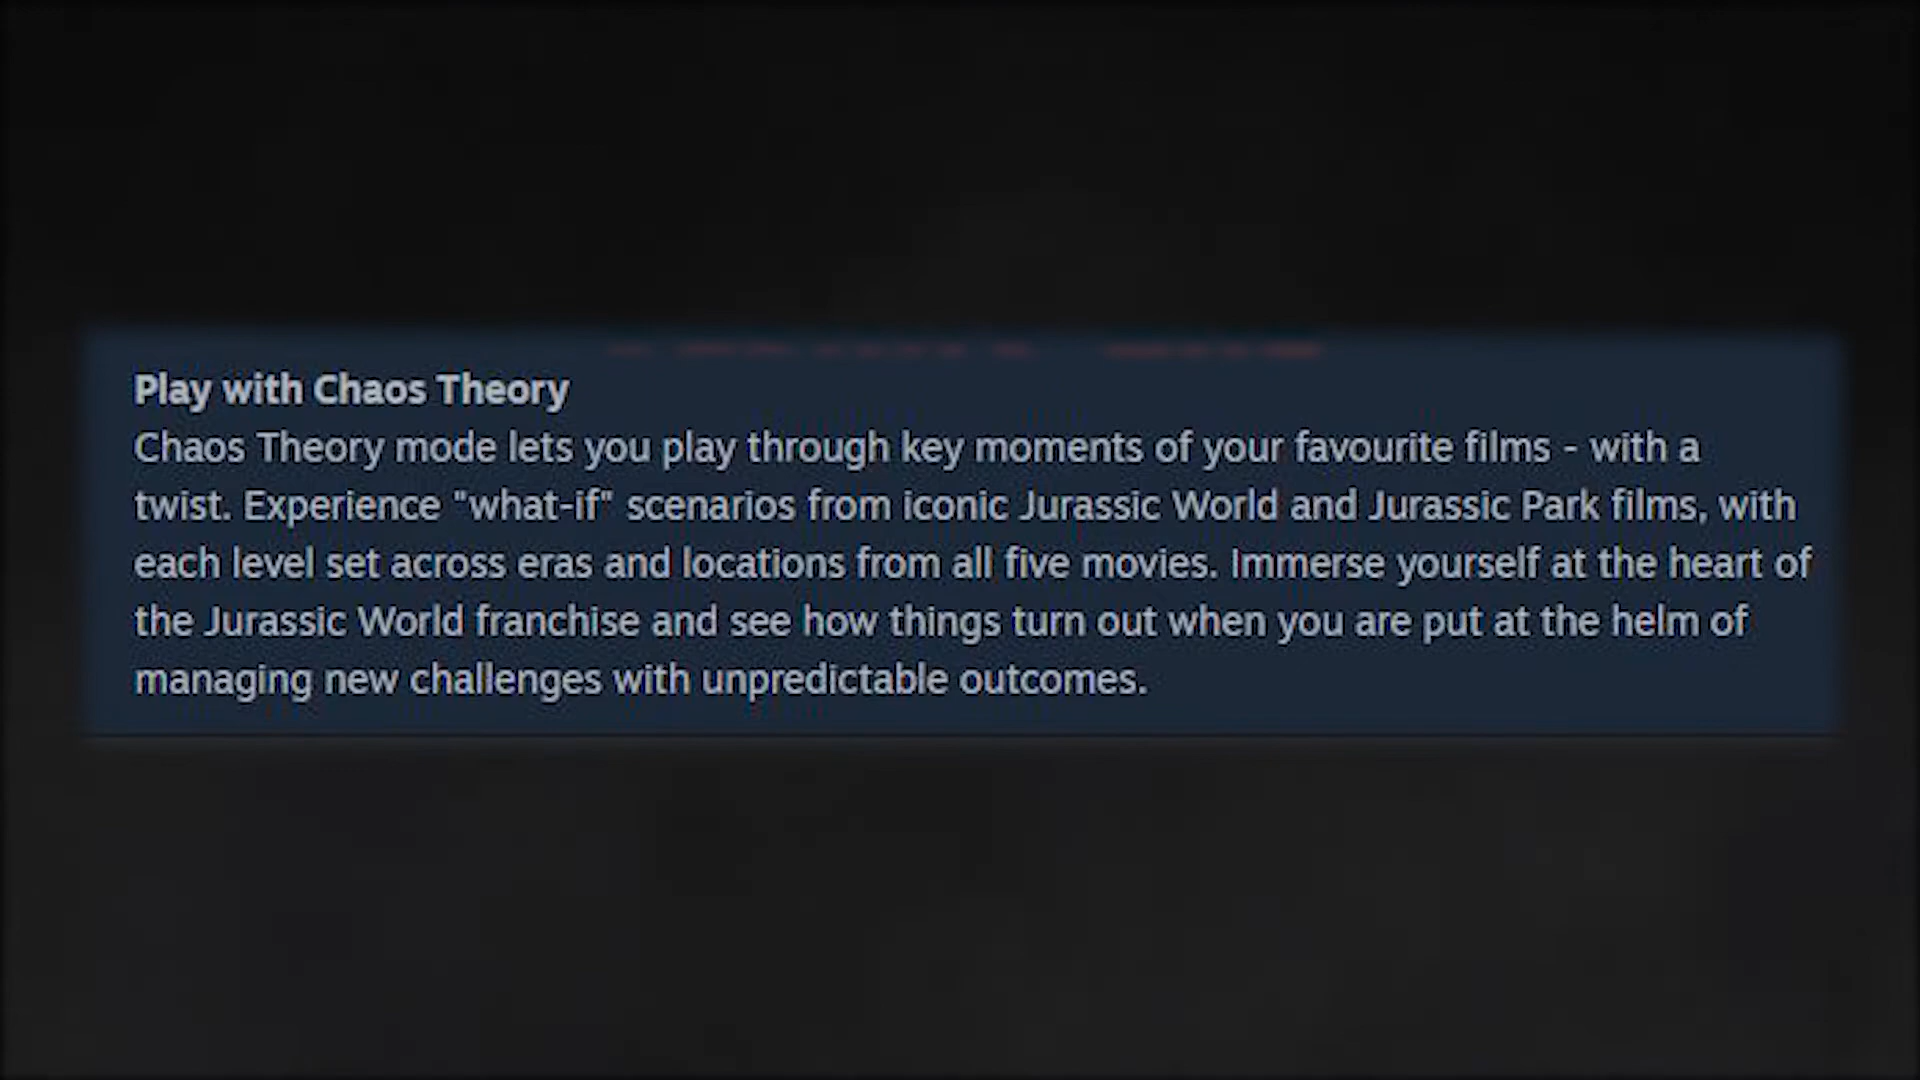 Play with Chaos Theory
Chaos Theory mode lets you play through key moments of your favourite films - with a
twist. Experience "what-if" scenarios from iconic Jurassic World and Jurassic Park films, with
each level set across eras and locations from all five movies. Immerse yourself at the heart of
the Jurassic World franchise and see how things turn out when you are put at the helm of
managing new challenges with unpredictable outcomes.